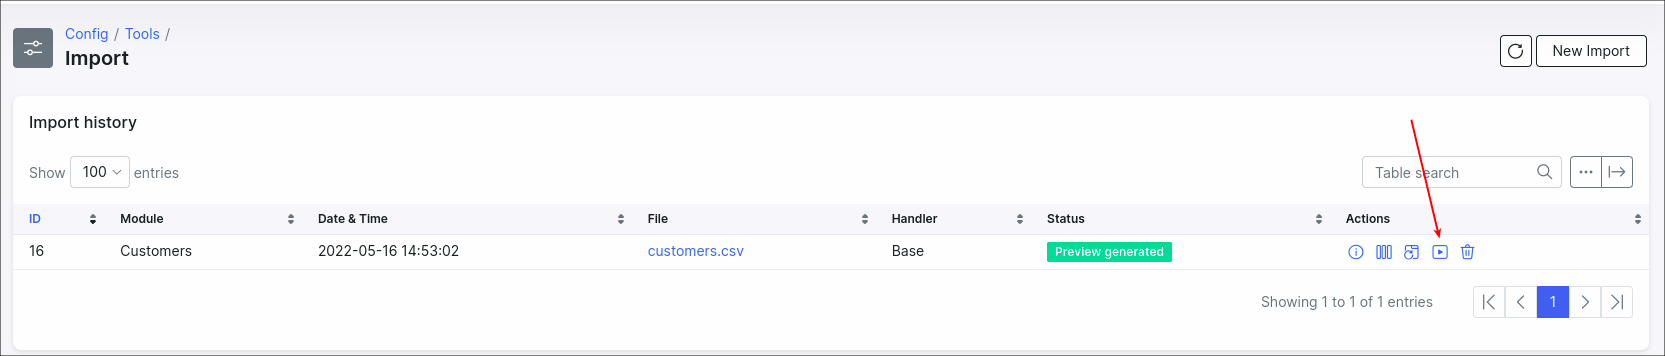 Config / Tools /
Import
New Import
Import history
Show 100 entries
Table search
ID Module Date & Time File Handler Status Actions
16 Customers 2022-05-16 14:53:02 customers.csv Base Preview generated
Showing 1 to 1 of 1 entries
1